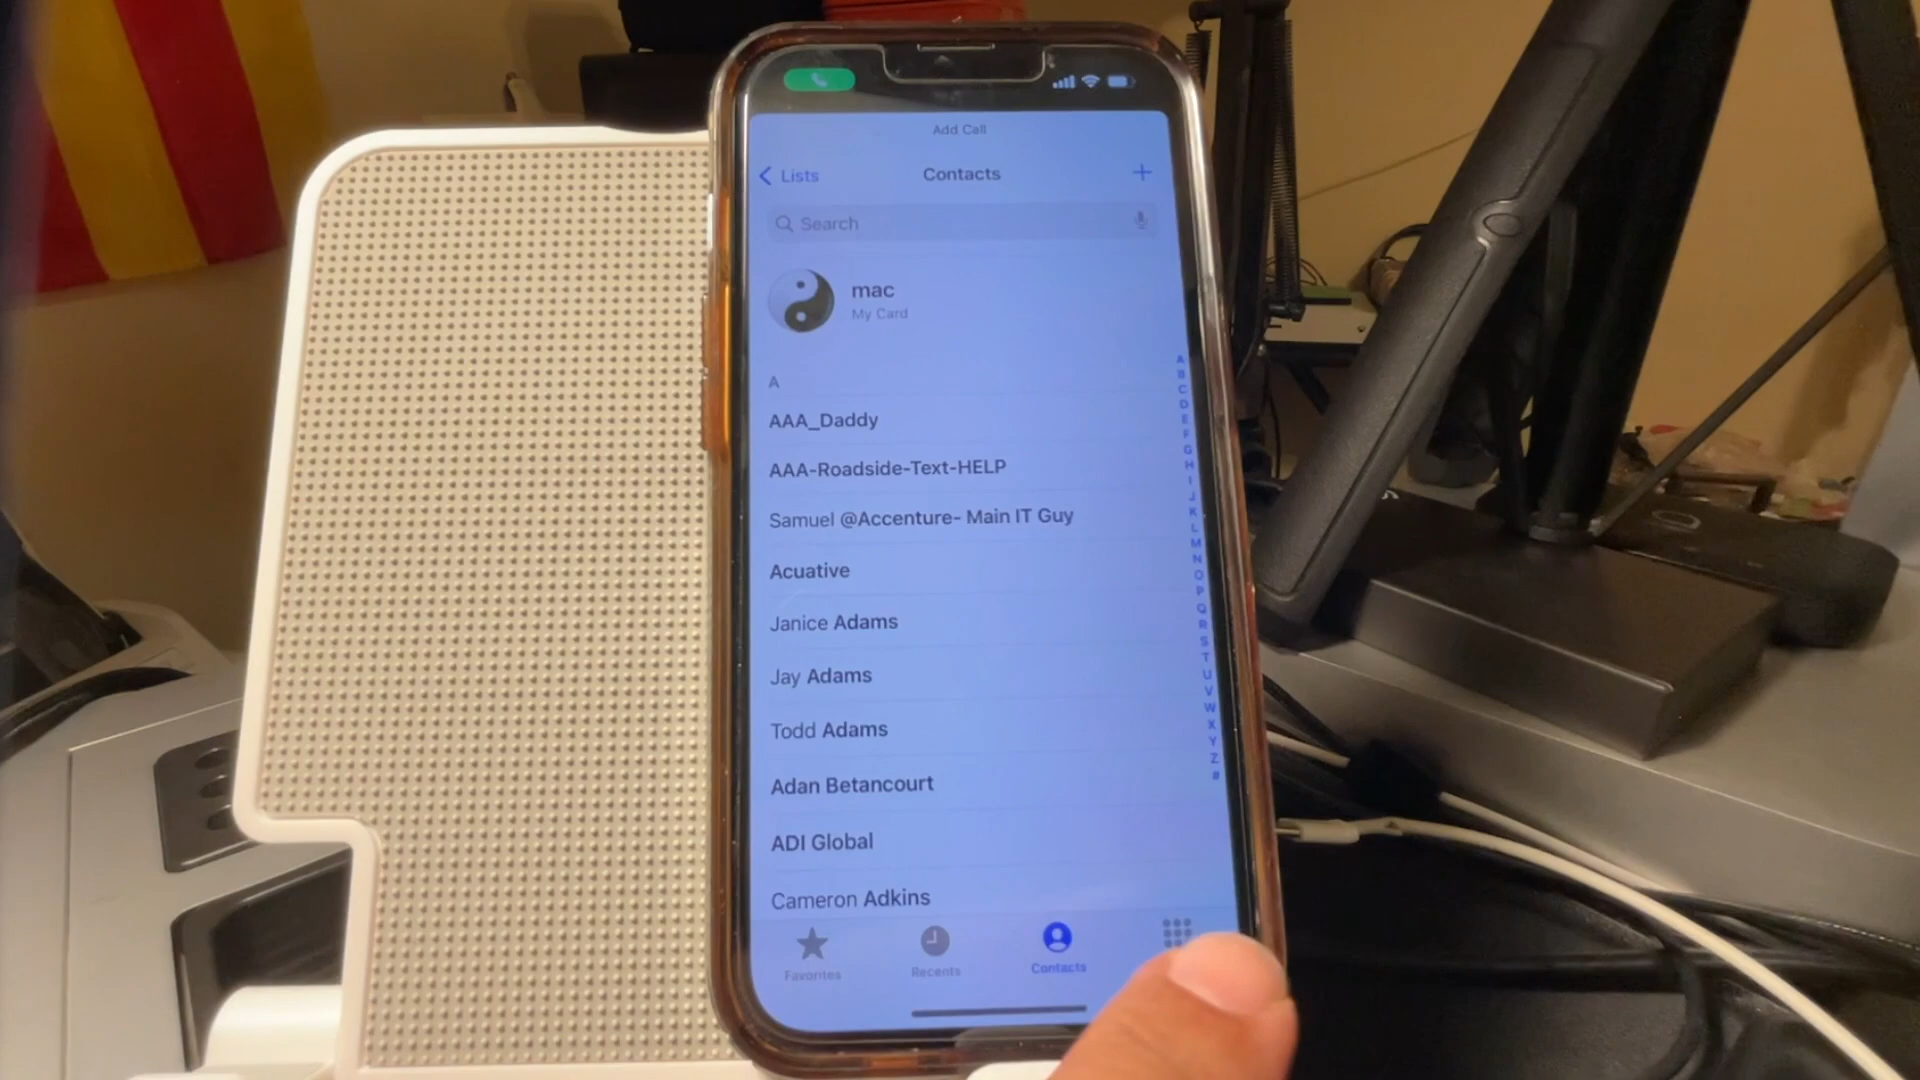 Add Call
Lists
Contacts
+
Search
mac
My Card
A
AAA_Daddy
AAA-Roadside-Text-HELP
Samuel @Accenture- Main IT Guy
Acuative
Janice Adams
Jay Adams
Todd Adams
Adan Betancourt
ADI Global
Cameron Adkins
A
B
C
D
E
F
G
H
I
J
K
L
M
N
O
P
Q
R
S
T
U
V
W
X
Y
Z
#
Favorites
Recents
Contacts